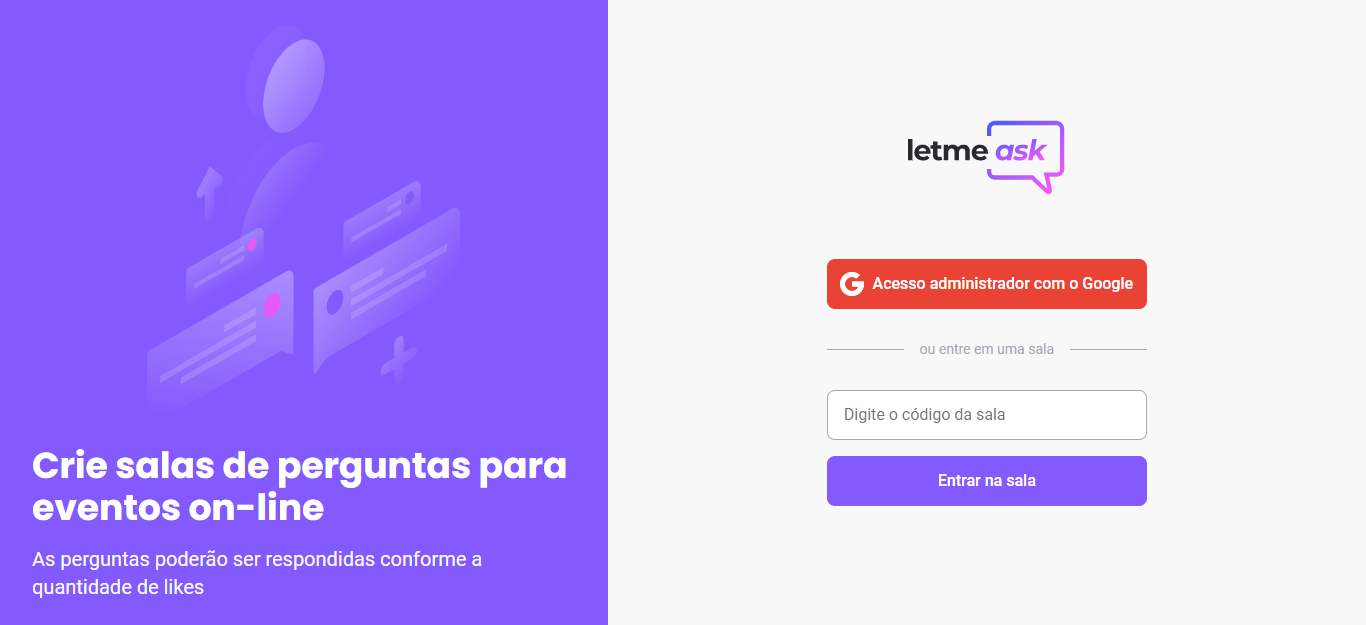 Crie salas de perguntas para
eventos on-line
As perguntas poderão ser respondidas conforme a
quantidade de likes
letme ask
Acesso administrador com o Google
ou entre em uma sala
Digite o código da sala
Entrar na sala